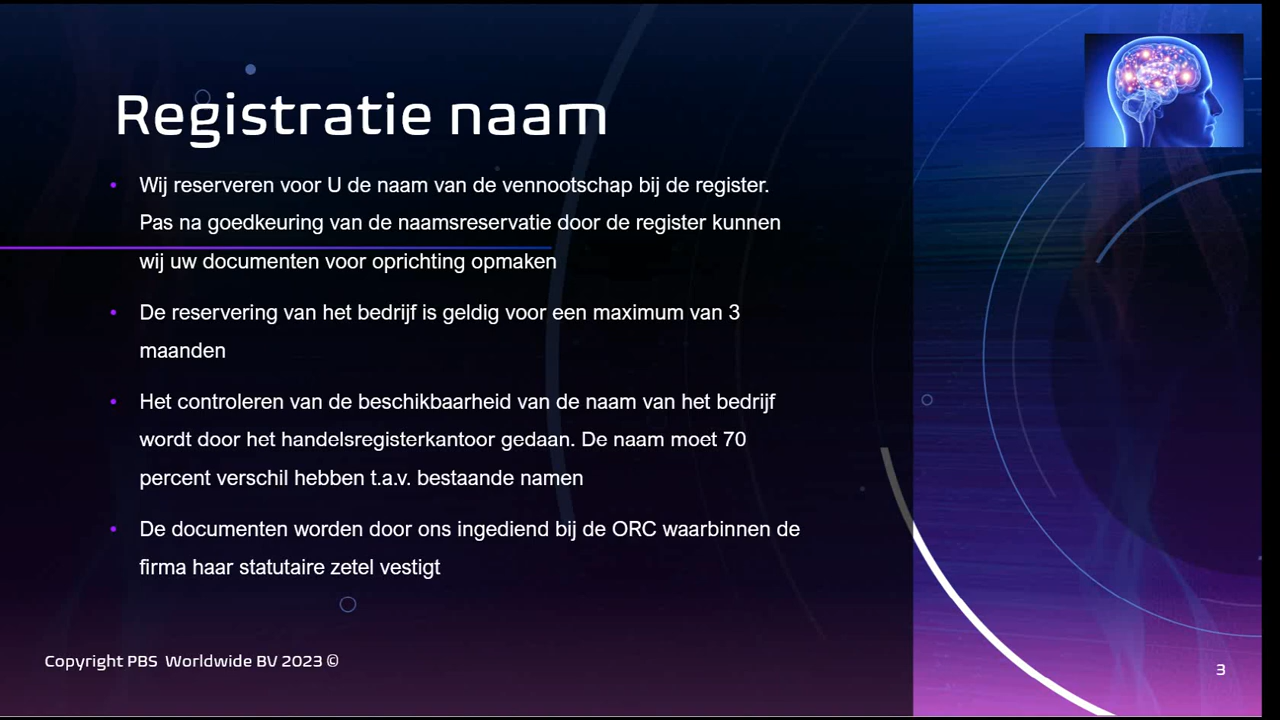 Registratie naam
• Wij reserveren voor U de naam van de vennootschap bij de register.
Pas na goedkeuring van de naamsreservatie door de register kunnen
wij uw documenten voor oprichting opmaken
• De reservering van het bedrijf is geldig voor een maximum van 3
maanden
• Het controleren van de beschikbaarheid van de naam van het bedrijf
wordt door het handelsregisterkantoor gedaan. De naam moet 70
percent verschil hebben t.a.v. bestaande namen
• De documenten worden door ons ingediend bij de ORC waarbinnen de
firma haar statutaire zetel vestigt
Copyright PBS Worldwide BV 2023 ©
3